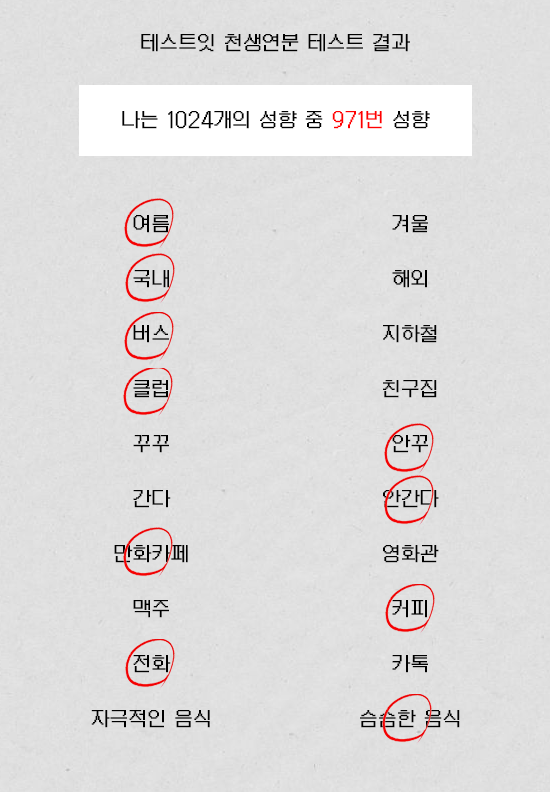 테스트잇 천생연분 테스트 결과
나는 1024개의 성향 중 971번 성향
여름 겨울
국내 해외
버스 지하철
클럽 친구집
꾸꾸 안꾸
간다 안간다
만화카페 영화관
맥주 커피
전화 카톡
자극적인 음식 슴슴한 음식